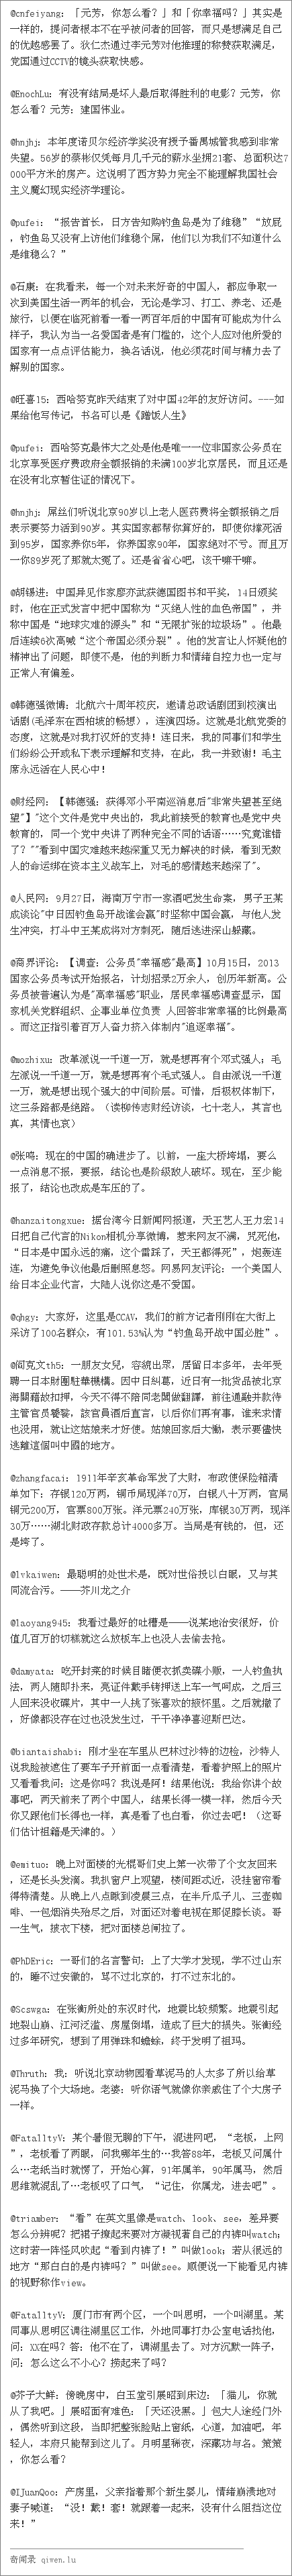 @cnfeiyang: 「元芳，你怎么看？」和「你幸福吗？」其实是
一样的，提问者根本不在乎被问者的回答，而只是想满足自己
的优越感罢了。狄仁杰通过李元芳对他推理的称赞获取满足，
党国通过CCTV的镜头获取快感。
@EnochLu: 有没有结局是坏人最后取得胜利的电影？元芳，你
怎么看？元芳：建国伟业。
@hnjhj: 本年度诺贝尔经济学奖没有授予番禺城管我感到非常
失望。56岁的蔡彬仅凭每月几千元的薪水坐拥21套、总面积达7
000平方米的房产。这说明了西方势力完全不能理解我国社会
主义魔幻现实经济学理论。
@pufei: “报告首长，日方告知购钓鱼岛是为了维稳”“放屁
，钓鱼岛又没有上访他们维稳个屌，他们以为我们不知道什么
是维稳么？”
@石康: 在我看来，每一个对未来好奇的中国人，都应争取一
次到美国生活一两年的机会，无论是学习、打工、养老、还是
旅行，以便在临死前看一看一两百年后的中国有可能成为什么
样子，我认为当一名爱国者是有门槛的，这个人应对他所爱的
国家有一点点评估能力，换名话说，他必须花时间与精力去了
解别的国家。
@旺喜15: 西哈努克昨天结束了对中国42年的友好访问。---如
果给他写传记，书名可以是《蹭饭人生》
@pufei: 西哈努克最伟大之处是他是唯一一位非国家公务员在
北京享受医疗费政府全额报销的未满100岁北京居民，而且还是
在没有北京暂住证的情况下。
@hnjhj: 屌丝们听说北京90岁以上老人医药费将全额报销之后
表示要努力活到90岁。其实国家都帮你算好的，即使你撑死活
到95岁，国家养你5年，你养国家90年，国家绝对不亏。而且万
一你89岁死了那就太冤了。还是省省心吧，该干嘛干嘛。
@胡锡进: 中国异见作家廖亦武获德国图书和平奖，14日颁奖
时，他在正式发言中把中国称为“灭绝人性的血色帝国”，并
称中国是“地球灾难的源头”和“无限扩张的垃圾场”。他最
后连续6次高喊“这个帝国必须分裂”。他的发言让人怀疑他的
精神出了问题，即使不是，他的判断力和情绪自控力也一定与
正常人有偏差。
@韩德强微博: 北航六十周年校庆，邀请总政话剧团到校演出
话剧(毛泽东在西柏坡的畅想)，连演四场。这就是北航党委的
态度，这就是对我打汉奸的支持！连日来，我的同事们和学生
们纷纷公开或私下表示理解和支持，在此，我一并致谢！毛主
席永远活在人民心中！
@财经网: 【韩德强：获得邓小平南巡消息后"非常失望甚至绝
望"】"这个文件是党中央出的，我此前接受的教育也是党中央
教育的，同一个党中央讲了两种完全不同的话语……究竟谁错
了？""看到中国灾难越来越深重又无力解决的时候，看到无数
人的命运绑在资本主义战车上，对毛的感情越来越深了"。
@人民网: 9月27日，海南万宁市一家酒吧发生命案，男子王某
成谈论"中日因钓鱼岛开战谁会赢"时坚称中国会赢，与他人发
生冲突，打斗中王某成将对方刺死，随后逃进深山躲藏。
@商界评论: 【调查：公务员"幸福感"最高】10月15日，2013
国家公务员考试开始报名，计划招录2万余人，创历年新高。公
务员被普遍认为是"高幸福感"职业，居民幸福感调查显示，国
家机关党群组织、企事业单位负责 人回答非常幸福的比例最高
。而这正指引着百万人奋力挤入体制内"追逐幸福"。
@mozhixu: 改革派说一千道一万，就是想再有个邓式强人；毛
左派说一千道一万，就是想再有个毛式强人。自由派说一千道
一万，就是想出现个强大的中间阶层。可惜，后极权体制下，
这三条路都是绝路。（读柳传志财经访谈，七十老人，其言也
真，其情也哀）
@张鸣: 现在的中国的确进步了。以前，一座大桥垮塌，要么
一点消息不报，要报，结论也是阶级敌人破坏。现在，至少能
报了，结论也改成是车压的了。
@hanzaitongxue: 据台湾今日新闻网报道，天王艺人王力宏14
日把自己代言的Nikon相机分享微博，惹来网友不满，咒死他，
“日本是中国永远的痛，这个雷踩了，天王都得死”，炮轰连
连，为避免争议他最后删照息怒。网易网友评论：一个美国人
给日本企业代言，大陆人说你这是不爱国。
@qhgy: 大家好，这里是CCAV，我们的前方记者刚刚在大街上
采访了100名群众，有101.53%认为“钓鱼岛开战中国必胜”。
@阎克文th5: 一朋友女兒，容貌出眾，居留日本多年，去年受
聘一日本財團駐華機構。因中日糾葛，近日有一批貨品被北京
海關藉故扣押，今天不得不陪同老闆做翻譯，前往通融并款待
主管官员饕餮，該官員酒后直言，以后你们再有事，谁来求情
也没用，就让这姑娘来才好使。姑娘回家后大慟，表示要儘快
逃離這個叫中國的地方。
@zhangfacai: 1911年辛亥革命军发了大财，布政使保险箱清
单如下：存银120万两，铜币局现洋70万，白银八十万两，官局
铜元200万，官票800万张。洋元票240万张，库银30万两，现洋
30万……湖北财政存款总计4000多万。当局是有钱的，但，还
是垮了。
@lvkaiwen: 最聪明的处世术是，既对世俗投以白眼，又与其
同流合污。——芥川龙之介
@laoyang945: 我看过最好的吐槽是——说某地治安很好，价
值几百万的切糕就这么放板车上也没人去偷去抢。
@damyata: 吃开封菜的时候目睹便衣抓卖碟小贩，一人钓鱼执
法，两人随即扑来，亮证件戴手铐押送上车一气呵成，之后三
人回来没收碟片，其中一人挑了张喜欢的掖怀里。之后就撤了
，好像都没存在过也没发生过，干干净净喜迎斯巴达。
@biantaishabi: 刚才坐在车里从巴林过沙特的边检，沙特人
说我脸被遮住了要车子开前面一点看清楚，看着护照上的照片
又看看我问：这是你吗？我说是阿！结果他说：我给你讲个故
事吧，两天前来了两个中国人，结果长得一模一样，然后今天
你又跟他们长得也一样，真是看了也白看，你过去吧！（这哥
们估计祖籍是天津的。）
@emituo: 晚上对面楼的光棍哥们史上第一次带了个女友回来
，还是长头发滴。我扒窗户上观望，楼间距忒近，没挂窗帘看
得特清楚。从晚上八点瞅到凌晨三点，在半斤瓜子儿、三壶咖
啡、一包烟消失殆尽之后，对面还对着电视在那促膝长谈。哥
一生气，披衣下楼，把对面楼总闸拉了。
@PhDEric: 一哥们的名言警句：上了大学才发现，学不过山东
的，睡不过安徽的，骂不过北京的，打不过东北的。
@Scswga: 在张衡所处的东汉时代，地震比较频繁。地震引起
地裂山崩、江河泛滥、房屋倒塌，造成了巨大的损失。张衡经
过多年研究，想到了用弹珠和蟾蜍，终于发明了祖玛。
@Thruth: 我：听说北京动物园看草泥马的人太多了所以给草
泥马换了个大场地。老婆：听你语气就像你亲戚住了个大房子
一样。
@FatalltyV: 某个暑假无聊的下午，混进网吧，“老板，上网
”，老板看了两眼，问我哪年生的…我答88年，老板又问属什
么…老纸当时就愣了，开始心算，91年属羊，90年属马，然后
思维就混乱了…老板叹了口气，“记住，你属龙，进去吧”。
@triamber: “看”在英文里像是watch、look、see，差异要
怎么分辨呢？把裙子撩起来要对方凝视著自己的内裤叫watch；
这时若一阵怪风吹起“看到内裤了！”叫做look；若从很远的
地方“那白白的是内裤吗？”叫做see。顺便说一下能看见内裤
的视野称作view。
@FatalltyV: 厦门市有两个区，一个叫思明，一个叫湖里。某
同事从思明区调往湖里区工作，外地同事打办公室电话找他，
问：XX在吗？答：他不在了，调湖里去了。对方沉默一阵子，
问：怎么这么不小心？捞起来了吗？
@芥子大鲜: 傍晚房中，白玉堂引展昭到床边：「猫儿，你就
从了我吧。」展昭面有难色：「天还没黑。」包大人途经门外
，偶然听到这段，当即把整张脸贴上窗纸，心道，加油吧，年
轻人，本府只能帮到这儿了。月明星稀夜，深藏功与名。策策
，你怎么看？
@IJuanQoo: 产房里，父亲指着那个新生婴儿，情绪崩溃地对
妻子喊道：“没！戴！套！就跟着一起来，没有什么阻挡这位
来！”
奇闻录 qiwen.lu